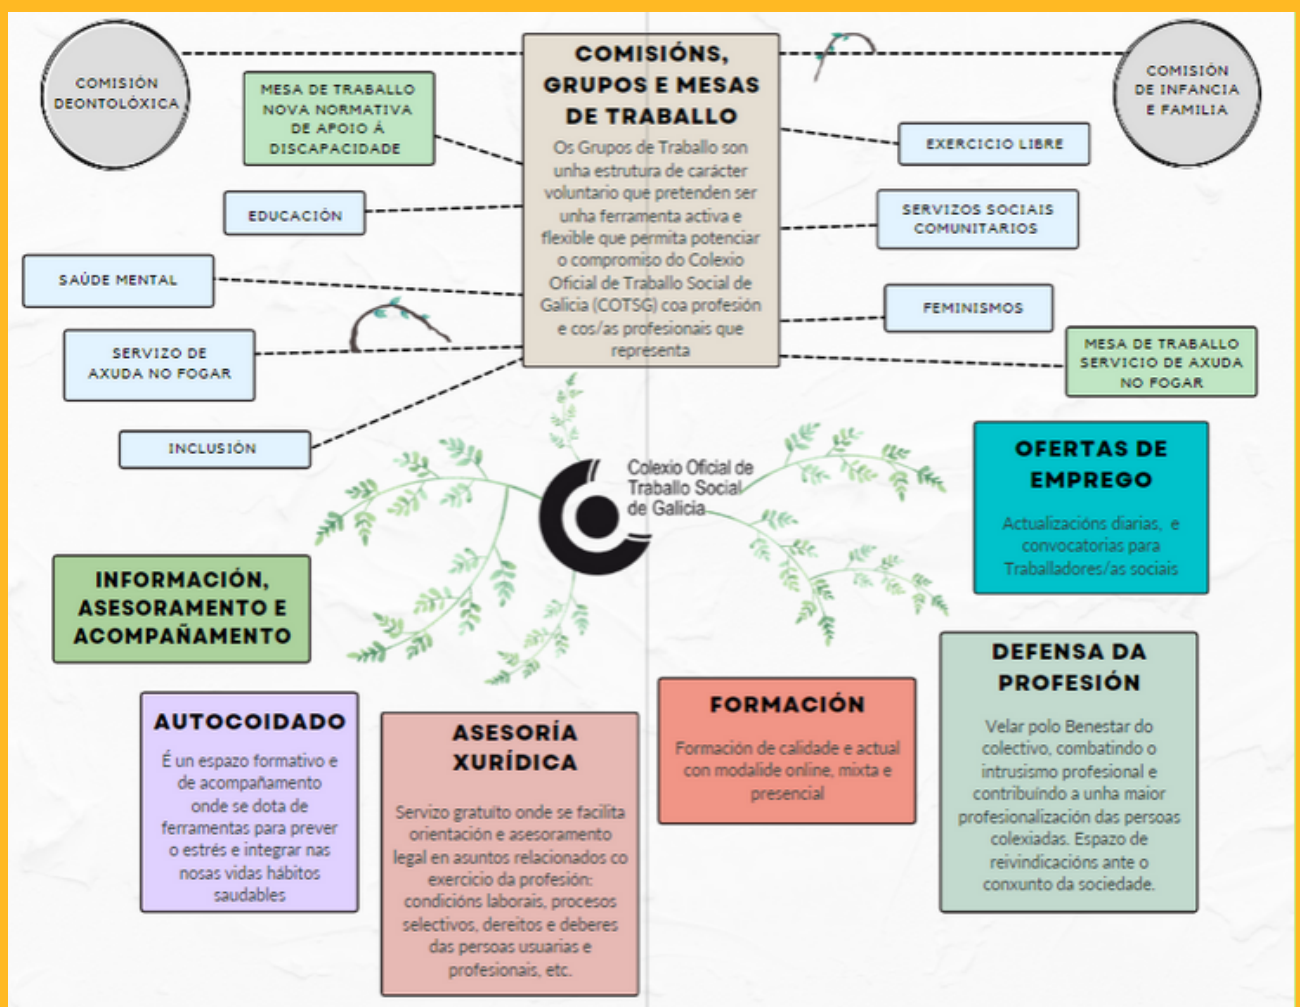 COMISIÓN
DEONTOLÓXICA
MESA DE TRABALLO
NOVA NORMATIVA
DE APOIO Á
DISCAPACIDADE
EDUCACIÓN
SAÚDE MENTAL
SERVIZO DE
AXUDA NO FOGAR
INCLUSIÓN
COMISIÓNS,
GRUPOS E MESAS
DE TRABALLO
Os Grupos de Traballo son
unha estrutura de carácter
voluntario que pretenden ser
unha ferramenta activa e
flexible que permita potenciar
o compromiso do Colexio
Oficial de Traballo Social de
Galicia (COTSG) coa profesión
e cos/as profesionais que
representa
COMISIÓN
DE INFANCIA
E FAMILIA
EXERCICIO LIBRE
SERVIZOS SOCIAIS
COMUNITARIOS
FEMINISMOS
MESA DE TRABALLO
SERVICIO DE AXUDA
NO FOGAR
Colexio Oficial de
Traballo Social
de Galicia
OFERTAS DE
EMPREGO
Actualizacións diarias, e
convocatorias para
Traballadores/as sociais
INFORMACIÓN,
ASESORAMENTO E
ACOMPAÑAMENTO
AUTOCOIDADO
É un espazo formativo e
de acompañamento
onde se dota de
ferramentas para prever
o estrés e integrar nas
nosas vidas hábitos
saudables
ASESORÍA
XURÍDICA
Servizo gratuíto onde se facilita
orientación e asesoramento
legal en asuntos relacionados co
exercicio da profesión:
condicións laborais, procesos
selectivos, dereitos e deberes
das persoas usuarias e
profesionais, etc.
FORMACIÓN
Formación de calidade e actual
con modalide online, mixta e
presencial
DEFENSA DA
PROFESIÓN
Velar polo Benestar do
colectivo, combatindo o
intrusismo profesional e
contribuíndo a unha maior
profesionalización das persoas
colexiadas. Espazo de
reivindicacións ante o
conxunto da sociedade.